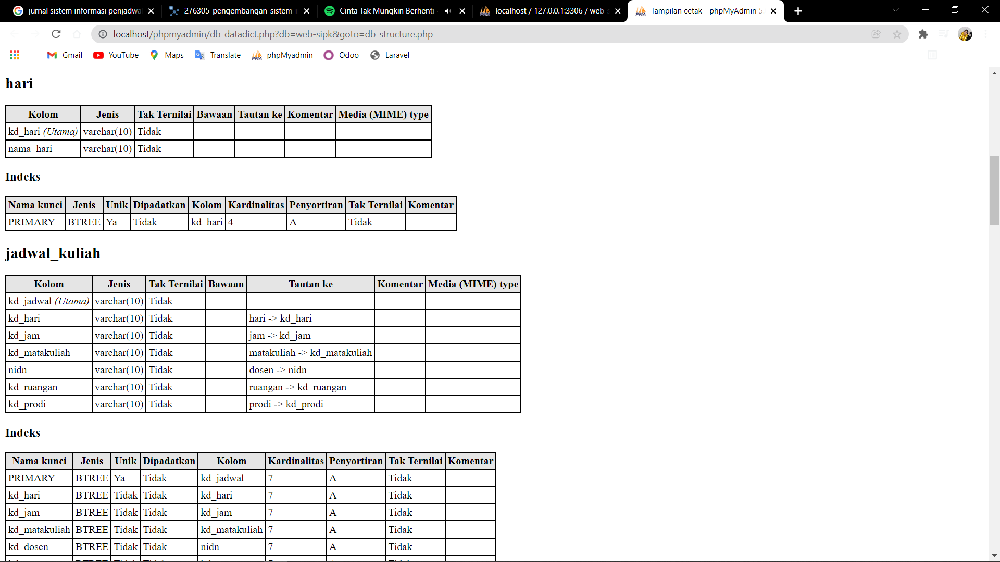 jurnal sistem informasi penjadwa
276305-pengembangan-sistem-i
Cinta Tak Mungkin Berhenti
localhost / 127.0.0.1:3306 / web-s
Tampilan cetak - phpMyAdmin 5.
localhost/phpmyadmin/db_datadict.php?db=web-sipk&goto=db_structure.php
Gmail YouTube Maps Translate phpMyadmin Odoo Laravel
hari
Kolom Jenis Tak Ternilai Bawaan Tautan ke Komentar Media (MIME) type
kd_hari (Utama) varchar(10) Tidak
nama_hari varchar(10) Tidak
Indeks
Nama kunci Jenis Unik Dipadatkan Kolom Kardinalitas Penyortiran Tak Ternilai Komentar
PRIMARY BTREE Ya Tidak kd_hari 4 A Tidak
jadwal_kuliah
Kolom Jenis Tak Ternilai Bawaan Tautan ke Komentar Media (MIME) type
kd_jadwal (Utama) varchar(10) Tidak
kd_hari varchar(10) Tidak hari -> kd_hari
kd_jam varchar(10) Tidak jam -> kd_jam
kd_matakuliah varchar(10) Tidak matakuliah -> kd_matakuliah
nidn varchar(10) Tidak dosen -> nidn
kd_ruangan varchar(10) Tidak ruangan -> kd_ruangan
kd_prodi varchar(10) Tidak prodi -> kd_prodi
Indeks
Nama kunci Jenis Unik Dipadatkan Kolom Kardinalitas Penyortiran Tak Ternilai Komentar
PRIMARY BTREE Ya Tidak kd_jadwal 7 A Tidak
kd_hari BTREE Tidak Tidak kd_hari 7 A Tidak
kd_jam BTREE Tidak Tidak kd_jam 7 A Tidak
kd_matakuliah BTREE Tidak Tidak kd_matakuliah 7 A Tidak
kd_dosen BTREE Tidak Tidak nidn 7 A Tidak